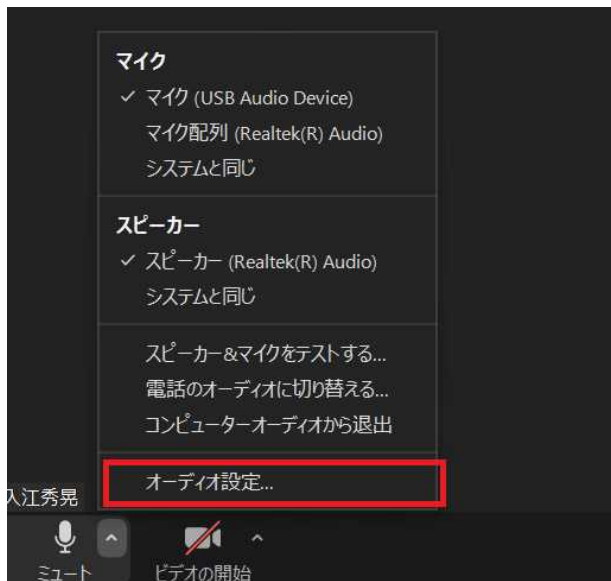 マイク
✓ マイク (USB Audio Device)
マイク配列 (Realtek(R) Audio)
システムと同じ
スピーカー
✓ スピーカー (Realtek(R) Audio)
システムと同じ
スピーカー&マイクをテストする...
電話のオーディオに切り替える...
コンピューターオーディオから退出
オーディオ設定...
入江秀晃
ミュート
ビデオの開始